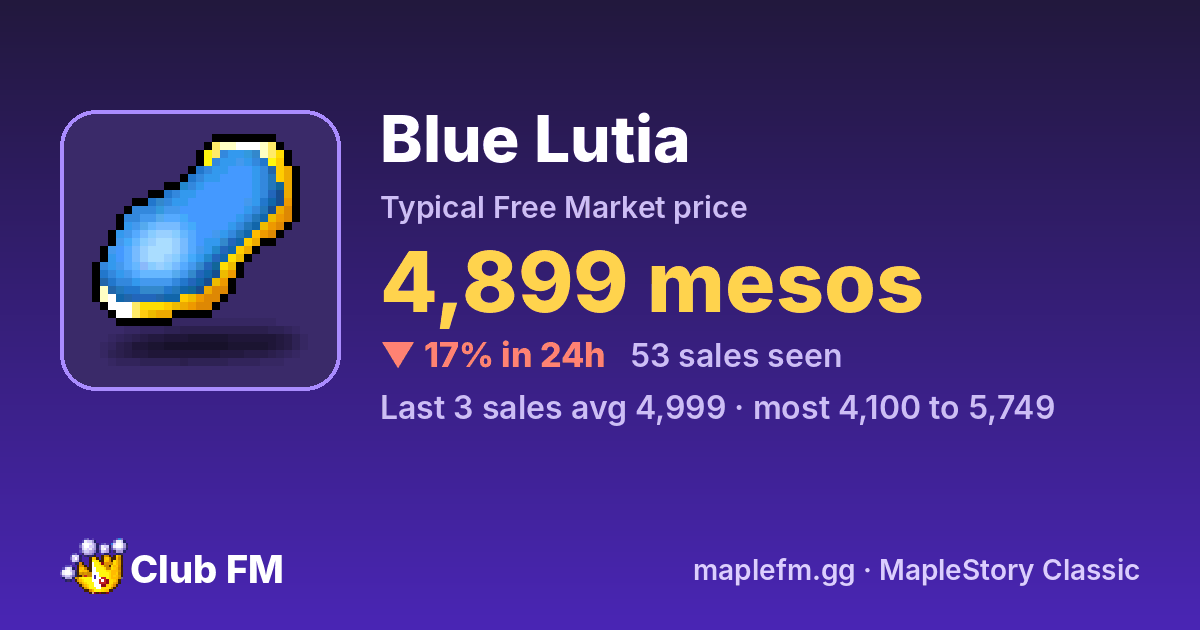 Blue Lutia
Typical Free Market price
4,899 mesos
▼ 17% in 24h 53 sales seen
Last 3 sales avg 4,999 · most 4,100 to 5,749
Club FM
maplefm.gg · MapleStory Classic